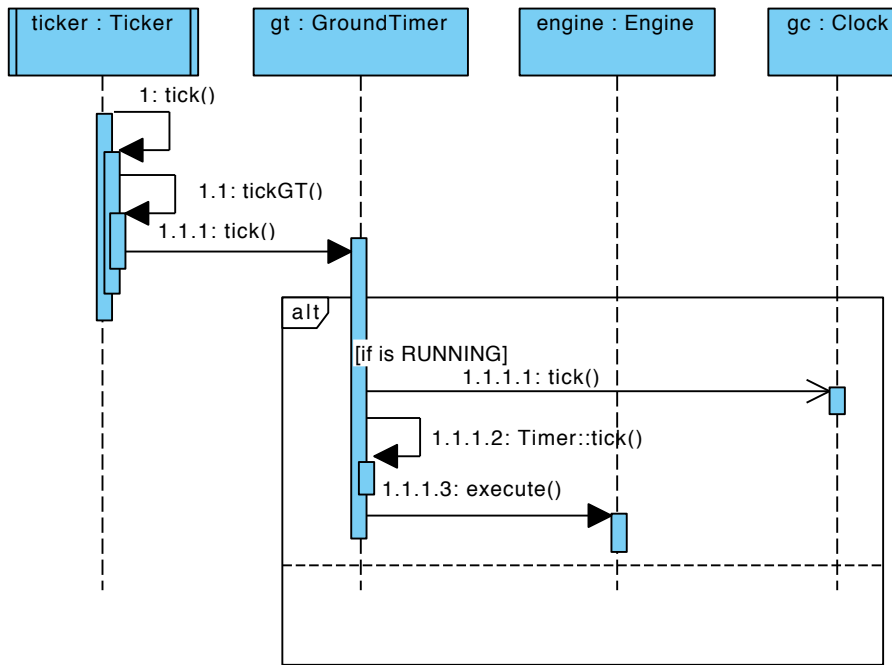 ticker : Ticker
gt : GroundTimer
engine : Engine
gc : Clock
1: tick()
1.1: tickGT()
1.1.1: tick()
alt
[if is RUNNING]
1.1.1.1: tick()
1.1.1.2: Timer::tick()
1.1.1.3: execute()